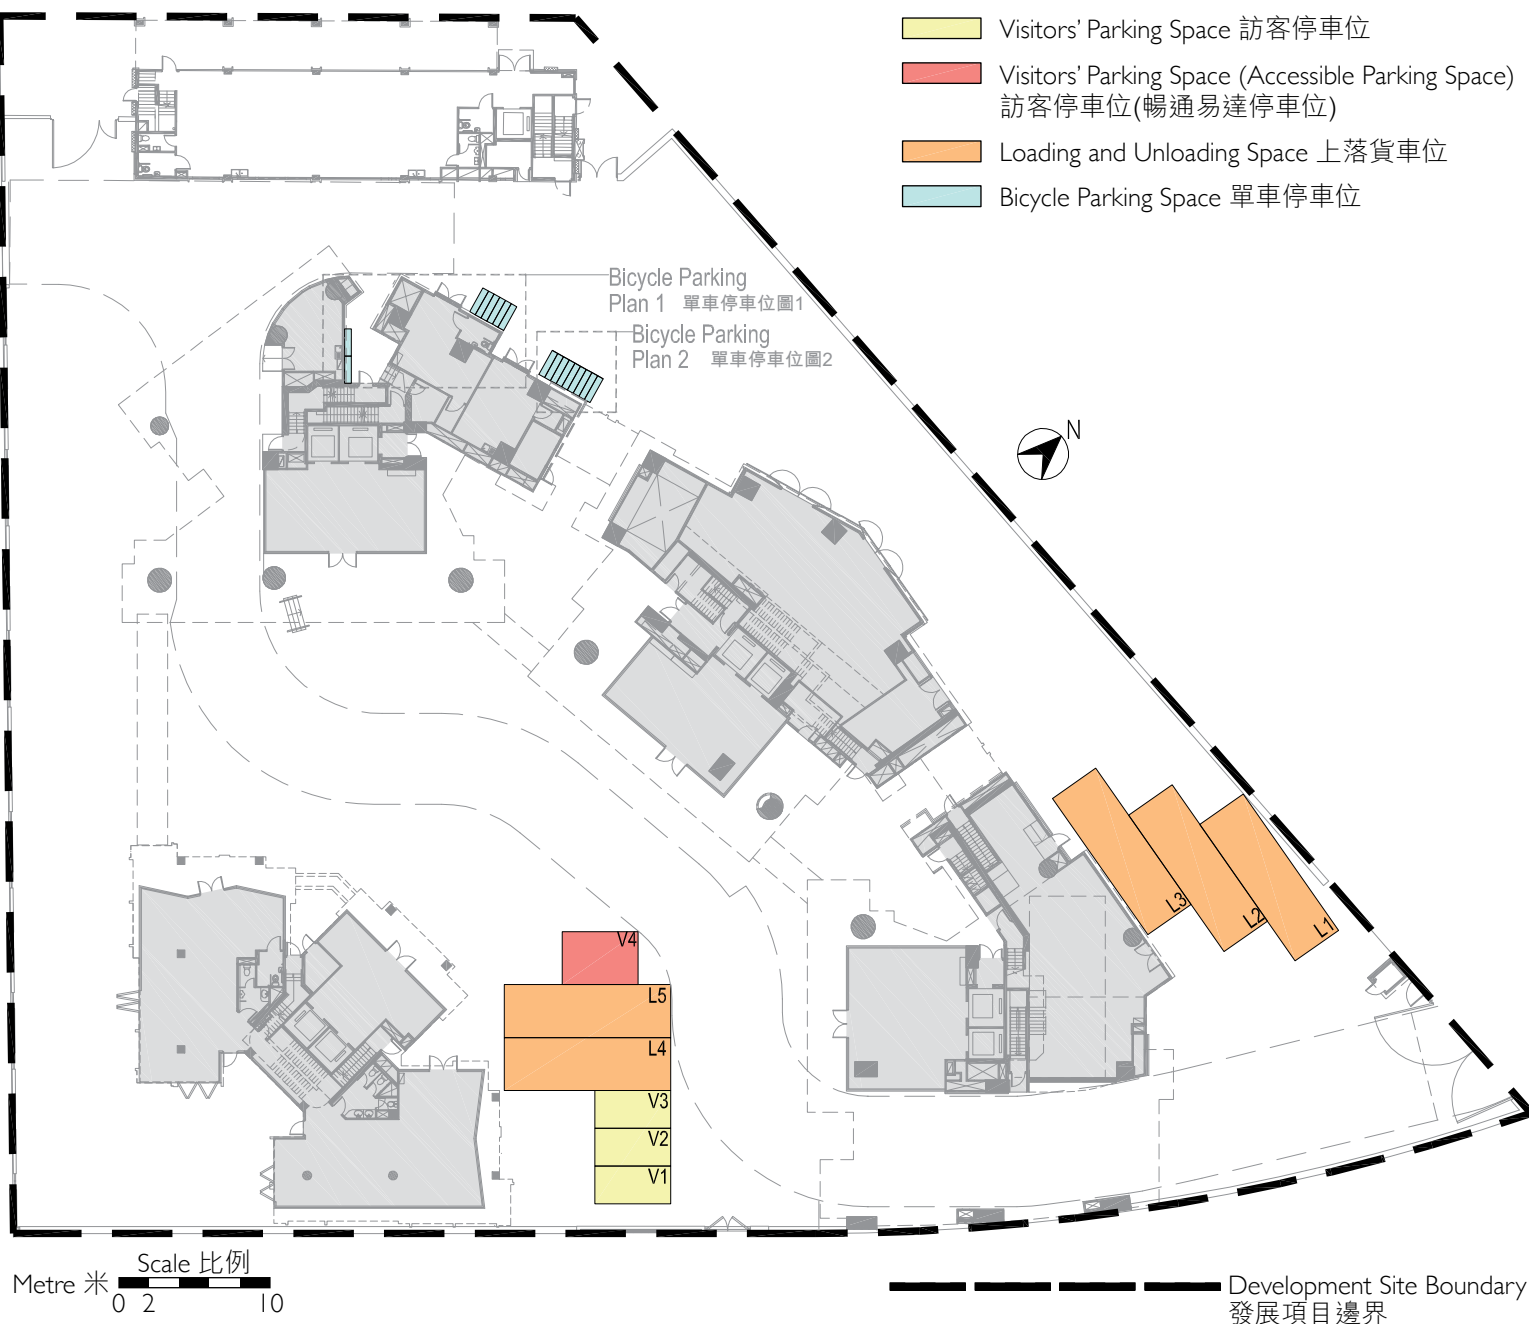 Visitors' Parking Space 訪客停車位
Visitors' Parking Space (Accessible Parking Space)
訪客停車位(暢通易達停車位)
Loading and Unloading Space 上落貨車位
Bicycle Parking Space 單車停車位
Bicycle Parking
Plan 1 單車停車位圖1
Bicycle Parking
Plan 2 單車停車位圖2
N
L3
L2
L1
V4
L5
L4
V3
V2
V1
Scale 比例
Metre 米
0 2 10
Development Site Boundary
發展項目邊界